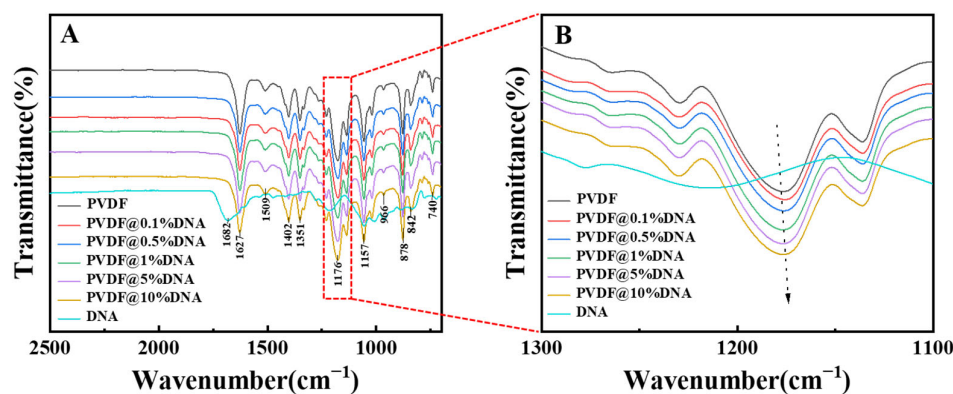 A
Transmittance(%)
PVDF
PVDF@0.1%DNA
PVDF@0.5%DNA
PVDF@1%DNA
PVDF@5%DNA
PVDF@10%DNA
DNA
1682
1627
1509
1402
1351
1176
1157
966
878
842
740
2500
2000
1500
1000
Wavenumber(cm⁻¹)
B
Transmittance(%)
PVDF
PVDF@0.1%DNA
PVDF@0.5%DNA
PVDF@1%DNA
PVDF@5%DNA
PVDF@10%DNA
DNA
1300
1200
1100
Wavenumber(cm⁻¹)